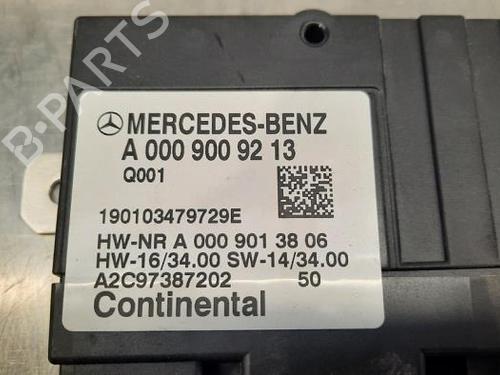 B-PARTS
MERCEDES-BENZ
A 000 900 92 13
Q001
190103479729E
HW-NR A 000 901 38 06
HW-16/34.00 SW-14/34.00
A2C97387202 50
Continental